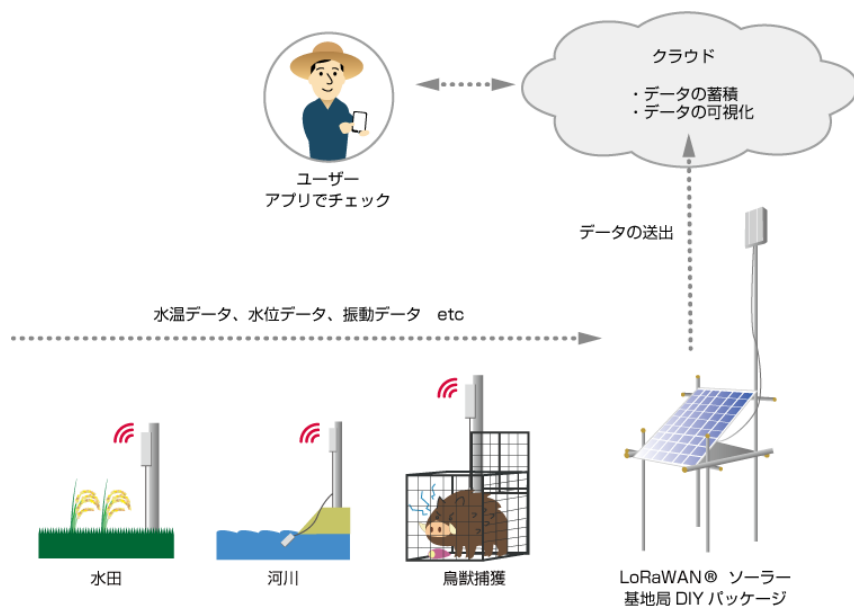 クラウド
・データの蓄積
・データの可視化
ユーザー
アプリでチェック
データの送出
水温データ、水位データ、振動データ etc
水田
河川
鳥獣捕獲
LoRaWAN® ソーラー
基地局 DIY パッケージ